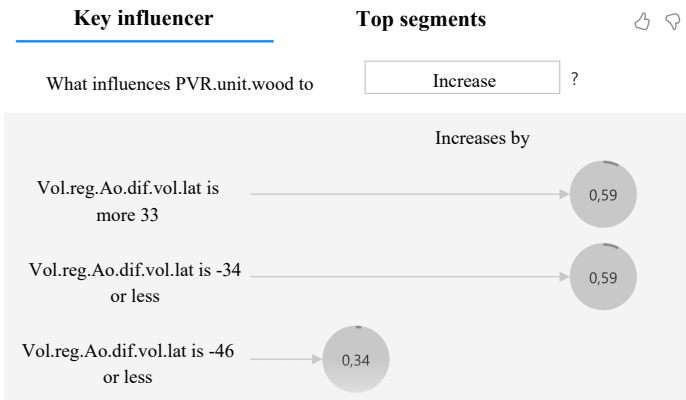 Key influencer
Top segments
What influences PVR.unit.wood to
Increase
?
Increases by
Vol.reg.Ao.dif.vol.lat is
more 33
0,59
Vol.reg.Ao.dif.vol.lat is -34
or less
0,59
Vol.reg.Ao.dif.vol.lat is -46
or less
0,34